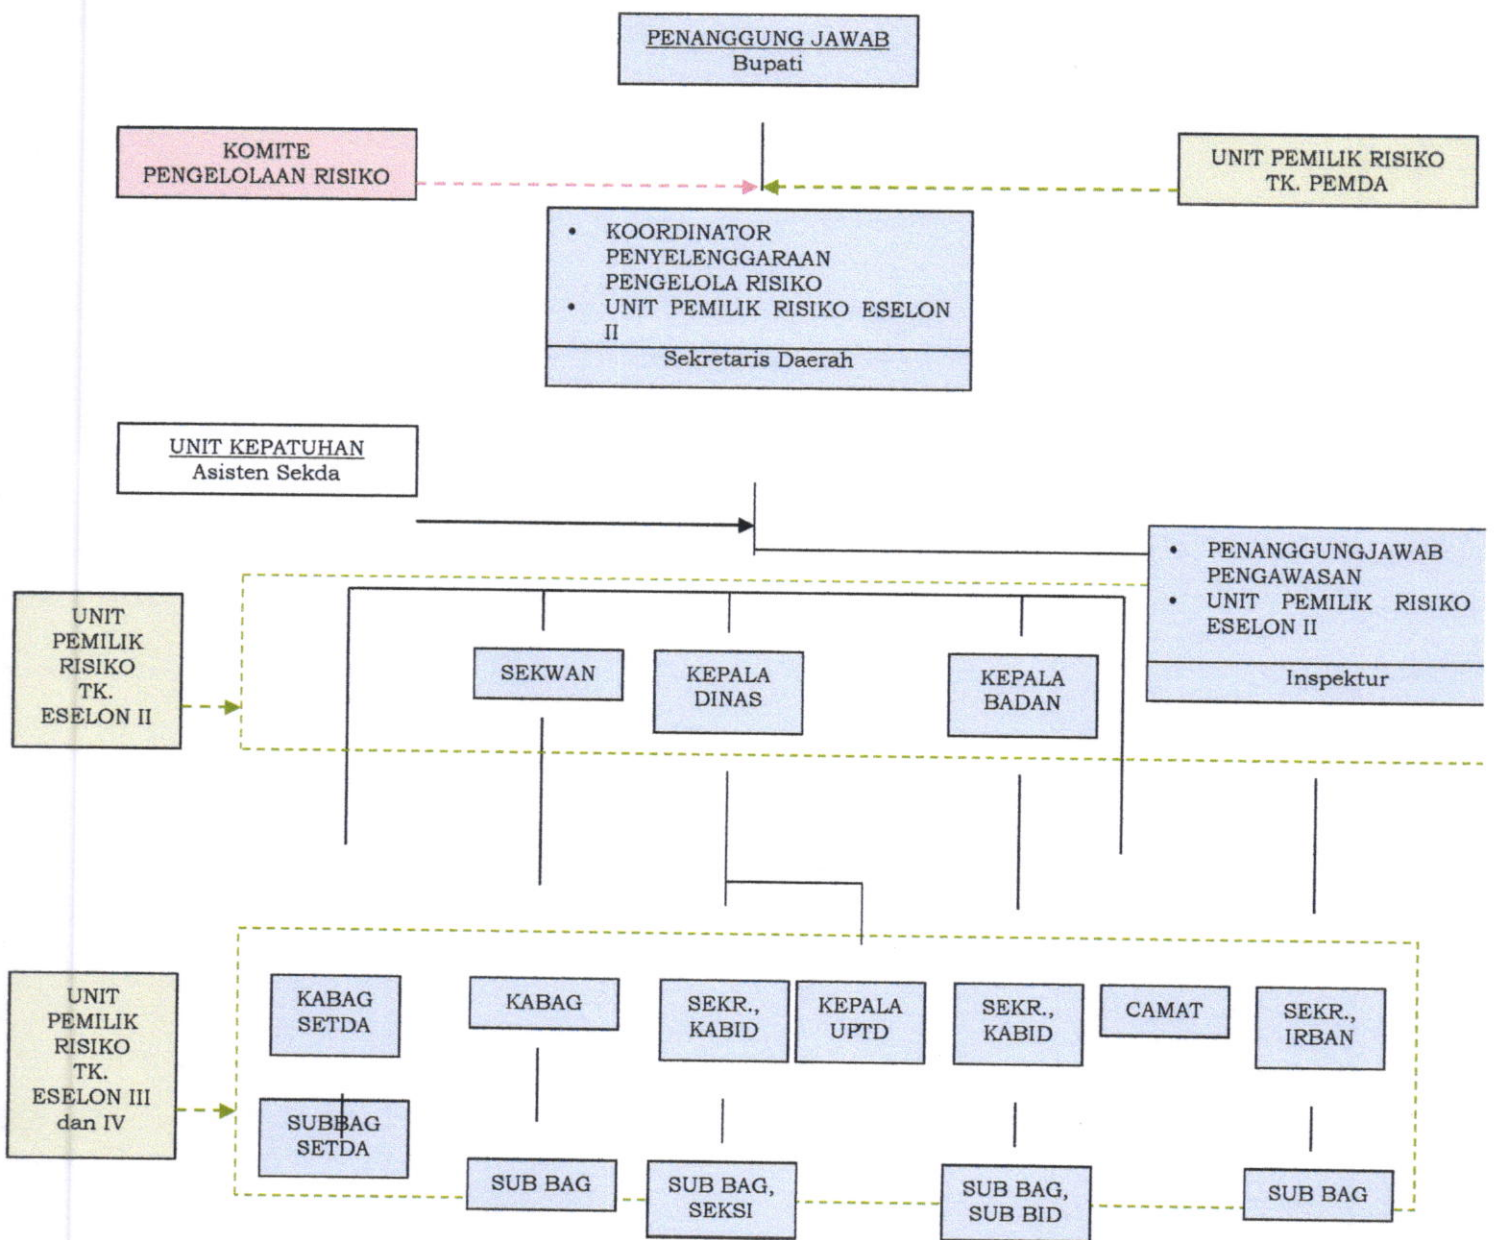 PENANGGUNG JAWAB
Bupati
KOMITE
PENGELOLAAN RISIKO
UNIT PEMILIK RISIKO
TK. PEMDA
• KOORDINATOR
PENYELENGGARAAN
PENGELOLA RISIKO
• UNIT PEMILIK RISIKO ESELON
II
Sekretaris Daerah
UNIT KEPATUHAN
Asisten Sekda
• PENANGGUNGJAWAB
PENGAWASAN
• UNIT PEMILIK RISIKO
ESELON II
Inspektur
UNIT
PEMILIK
RISIKO
TK.
ESELON II
SEKWAN
KEPALA
DINAS
KEPALA
BADAN
UNIT
PEMILIK
RISIKO
TK.
ESELON III
dan IV
KABAG
SETDA
KABAG
SEKR.,
KABID
KEPALA
UPTD
SEKR.,
KABID
CAMAT
SEKR.,
IRBAN
SUBBAG
SETDA
SUB BAG
SUB BAG,
SEKSI
SUB BAG,
SUB BID
SUB BAG